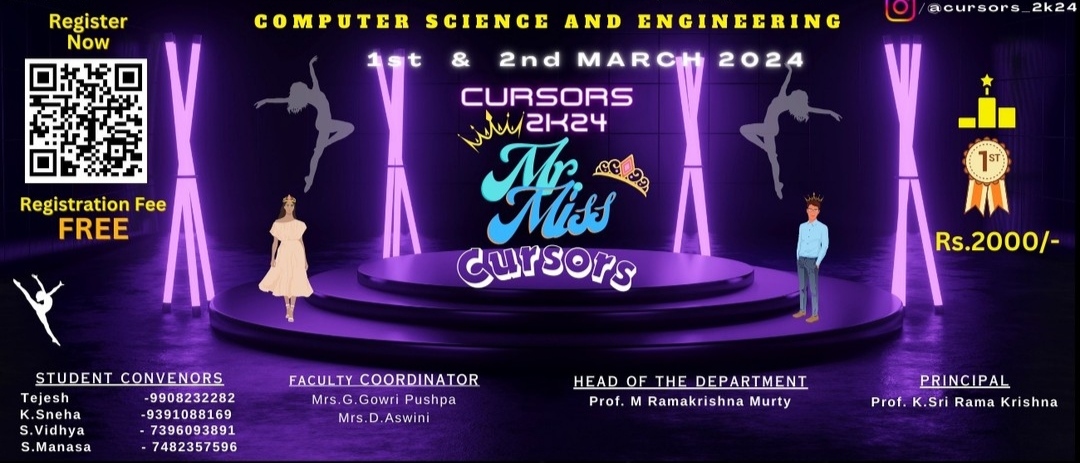 Register
Now
COMPUTER SCIENCE AND ENGINEERING
/@cursors_2k24
1st & 2nd MARCH 2024
CURSORS
2K24
Mr
Miss
Cursors
1ST
Registration Fee
FREE
Rs.2000/-
STUDENT CONVENORS
Tejesh -9908232282
K.Sneha -9391088169
S.Vidhya - 7396093891
S.Manasa - 7482357596
FACULTY COORDINATOR
Mrs.G.Gowri Pushpa
Mrs.D.Aswini
HEAD OF THE DEPARTMENT
Prof. M Ramakrishna Murty
PRINCIPAL
Prof. K.Sri Rama Krishna